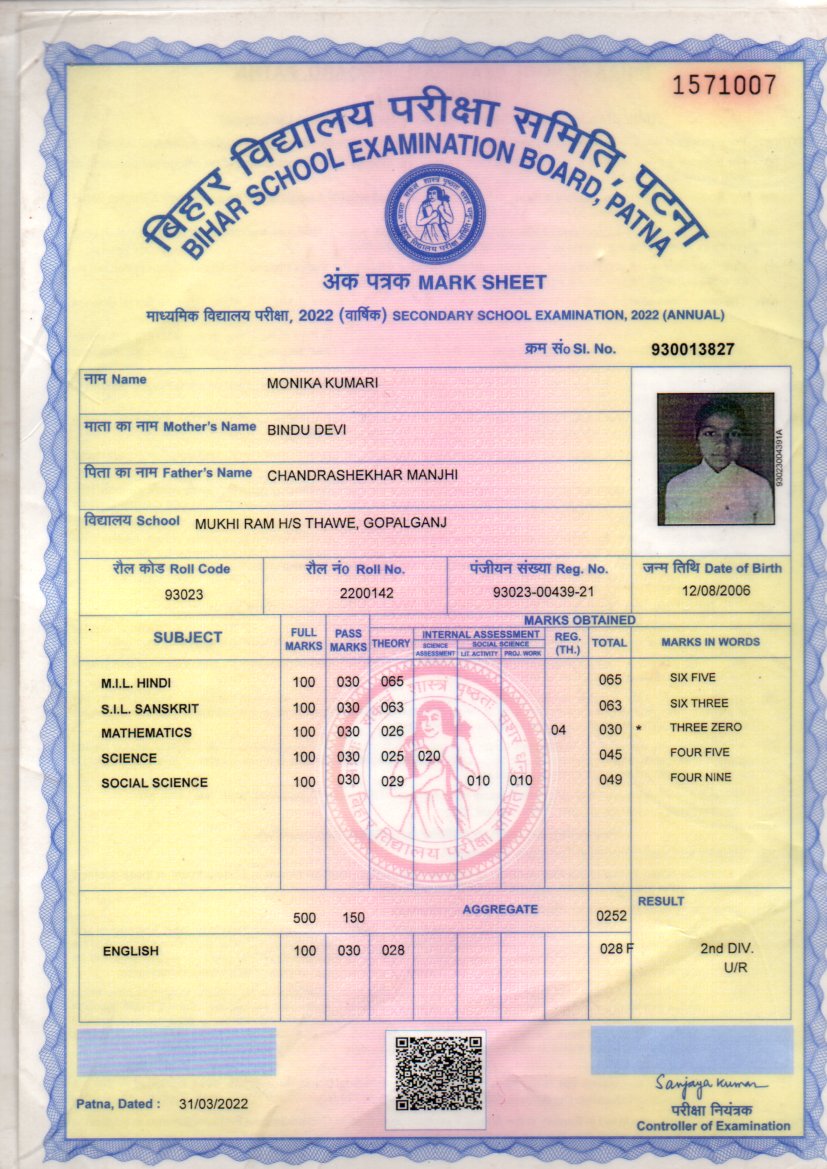 1571007
बिहार विद्यालय परीक्षा समिति, पटना
BIHAR SCHOOL EXAMINATION BOARD, PATNA
अंक पत्रक MARK SHEET
माध्यमिक विद्यालय परीक्षा, 2022 (वार्षिक) SECONDARY SCHOOL EXAMINATION, 2022 (ANNUAL)
क्रम सं० Sl. No. 930013827
नाम Name MONIKA KUMARI
माता का नाम Mother's Name BINDU DEVI
पिता का नाम Father's Name CHANDRASHEKHAR MANJHI
93023004391A
विद्यालय School MUKHI RAM H/S THAWE, GOPALGANJ
रौल कोड Roll Code रौल नं० Roll No. पंजीयन संख्या Reg. No. जन्म तिथि Date of Birth
93023 2200142 93023-00439-21 12/08/2006
MARKS OBTAINED
SUBJECT FULL MARKS PASS MARKS THEORY INTERNAL ASSESSMENT REG. (TH.) TOTAL MARKS IN WORDS
SCIENCE ASSESSMENT SOCIAL SCIENCE LIT. ACTIVITY PROJ. WORK
M.I.L. HINDI 100 030 065 065 SIX FIVE
S.I.L. SANSKRIT 100 030 063 063 SIX THREE
MATHEMATICS 100 030 026 04 030 * THREE ZERO
SCIENCE 100 030 025 020 045 FOUR FIVE
SOCIAL SCIENCE 100 030 029 010 010 049 FOUR NINE
बिहार विद्यालय परीक्षा समिति
500 150 AGGREGATE 0252 RESULT
ENGLISH 100 030 028 028 F 2nd DIV.
U/R
Patna, Dated : 31/03/2022
Sanjaya Kumar
परीक्षा नियंत्रक
Controller of Examination